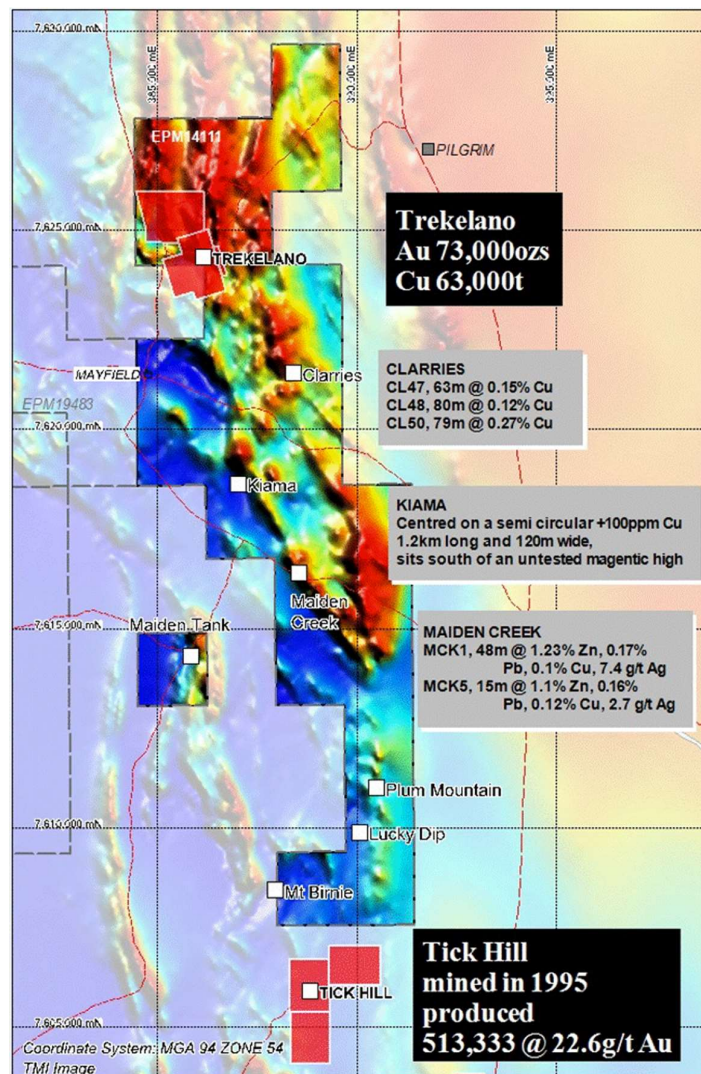 7,630,000 mN
385,000 mE
390,000 mE
395,000 mE
EPM14111
PILGRIM
7,625,000 mN
TREKELANO
Trekelano
Au 73,000ozs
Cu 63,000t
MAYFIELD
Clarries
CLARRIES
CL47, 63m @ 0.15% Cu
CL48, 80m @ 0.12% Cu
CL50, 79m @ 0.27% Cu
EPM19483
7,620,000 mN
Kiama
KIAMA
Centred on a semi circular +100ppm Cu
1.2km long and 120m wide,
sits south of an untested magentic high
Maiden
Creek
7,615,000 mN
Maiden Tank
MAIDEN CREEK
MCK1, 48m @ 1.23% Zn, 0.17%
Pb, 0.1% Cu, 7.4 g/t Ag
MCK5, 15m @ 1.1% Zn, 0.16%
Pb, 0.12% Cu, 2.7 g/t Ag
Plum Mountain
7,610,000 mN
Lucky Dip
Mt Birnie
Tick Hill
mined in 1995
produced
513,333 @ 22.6g/t Au
TICK HILL
7,605,000 mN
Coordinate System: MGA 94 ZONE 54
TMI Image